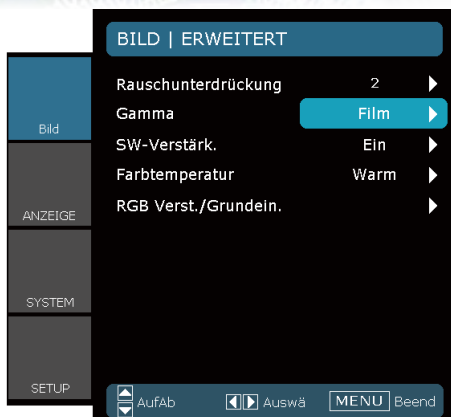 BILD | ERWEITERT
Bild
ANZEIGE
SYSTEM
SETUP
Rauschunterdrückung 2
Gamma Film
SW-Verstärk. Ein
Farbtemperatur Warm
RGB Verst./Grundein.
AufAb Auswä MENU Beend